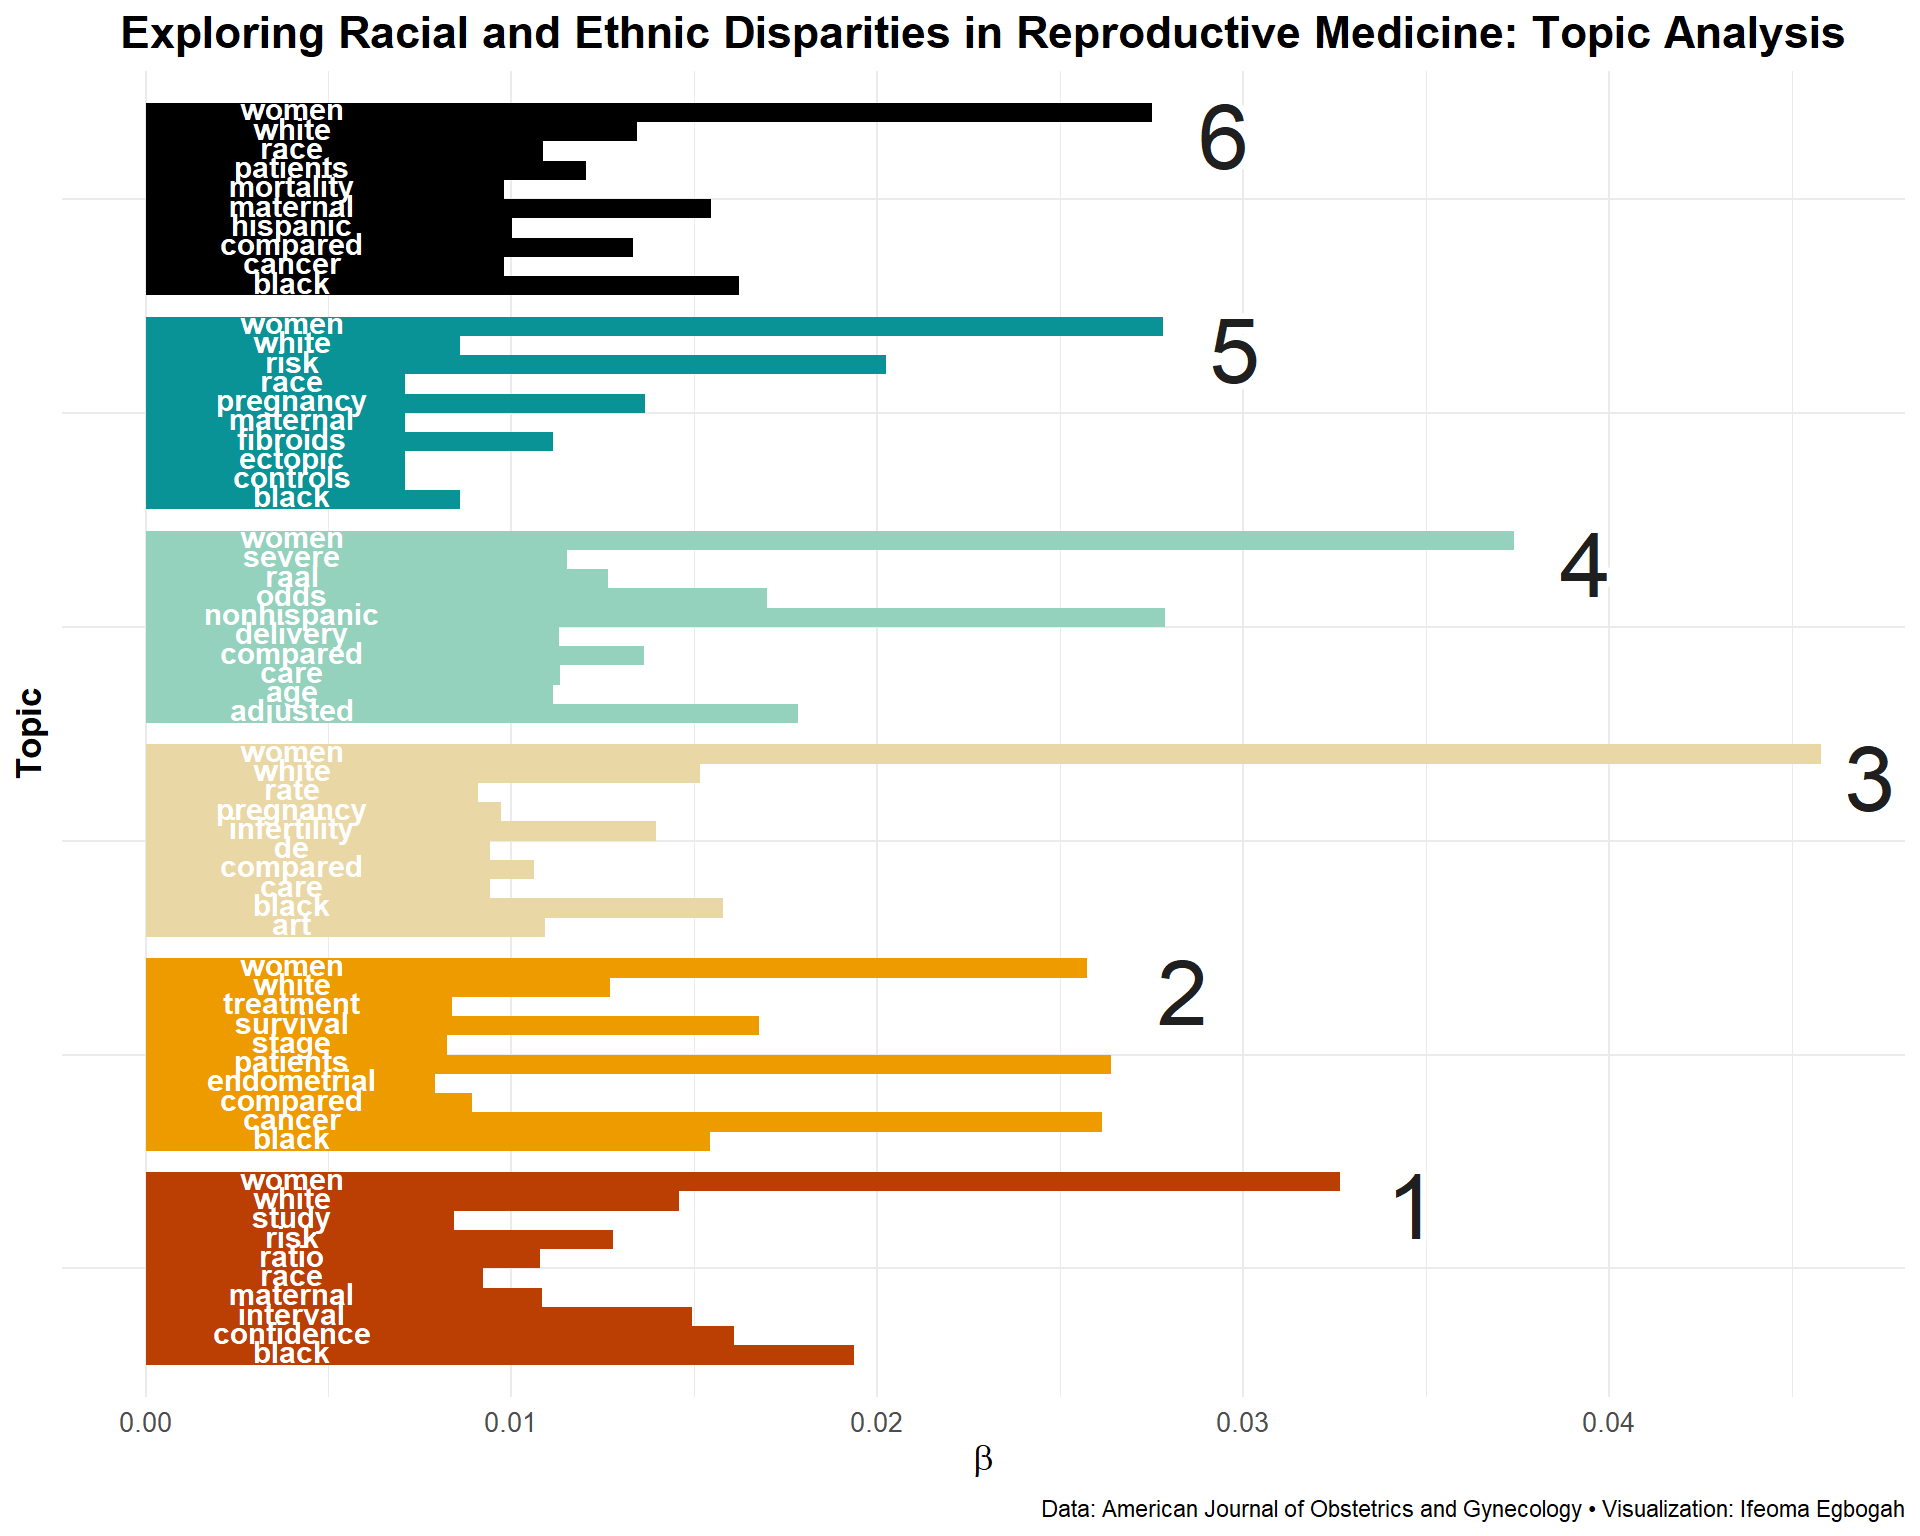 Exploring Racial and Ethnic Disparities in Reproductive Medicine: Topic Analysis
women
white
race
patients
mortality
maternal
hispanic
compared
cancer
black
6
women
white
risk
race
pregnancy
maternal
fibroids
ectopic
controls
black
5
women
severe
raal
odds
nonhispanic
delivery
compared
care
age
adjusted
4
women
white
rate
pregnancy
infertility
de
compared
care
black
art
3
women
white
treatment
survival
stage
patients
endometrial
compared
cancer
black
2
women
white
study
risk
ratio
race
maternal
interval
confidence
black
1
Topic
0.00 0.01 0.02 0.03 0.04
β
Data: American Journal of Obstetrics and Gynecology • Visualization: Ifeoma Egbogah